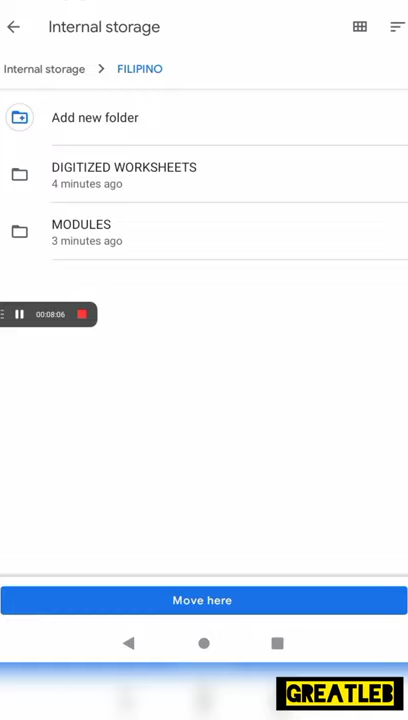 Internal storage
Internal storage > FILIPINO
Add new folder
DIGITIZED WORKSHEETS
4 minutes ago
MODULES
3 minutes ago
00:08:06
Move here
GREATLEB